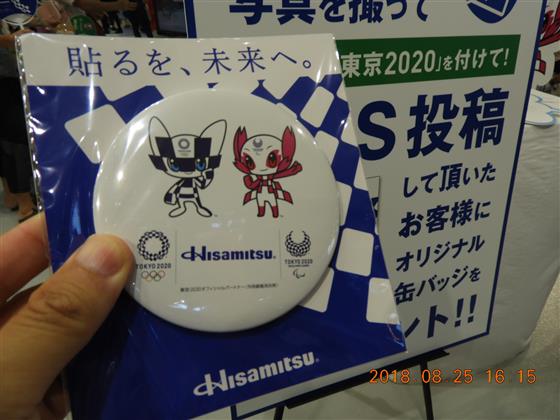 貼るを、未来へ。
TOKYO 2020
Hisamitsu
TOKYO 2020
Hisamitsu
写真を撮って
東京2020」を付けて!
S投稿
して頂いた
お客様に
オリジナル
缶バッジを
ント!!
2018.08.25 16:15